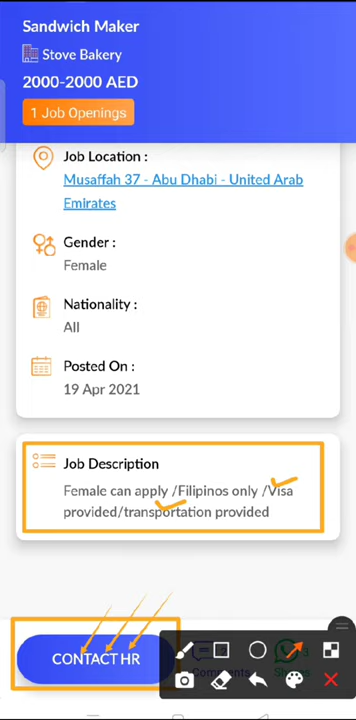 Sandwich Maker
Stove Bakery
2000-2000 AED
1 Job Openings
Job Location :
Musaffah 37 - Abu Dhabi - United Arab
Emirates
Gender :
Female
Nationality :
All
Posted On :
19 Apr 2021
Job Description
Female can apply /Filipinos only /Visa
provided/transportation provided
CONTACT HR
Comments